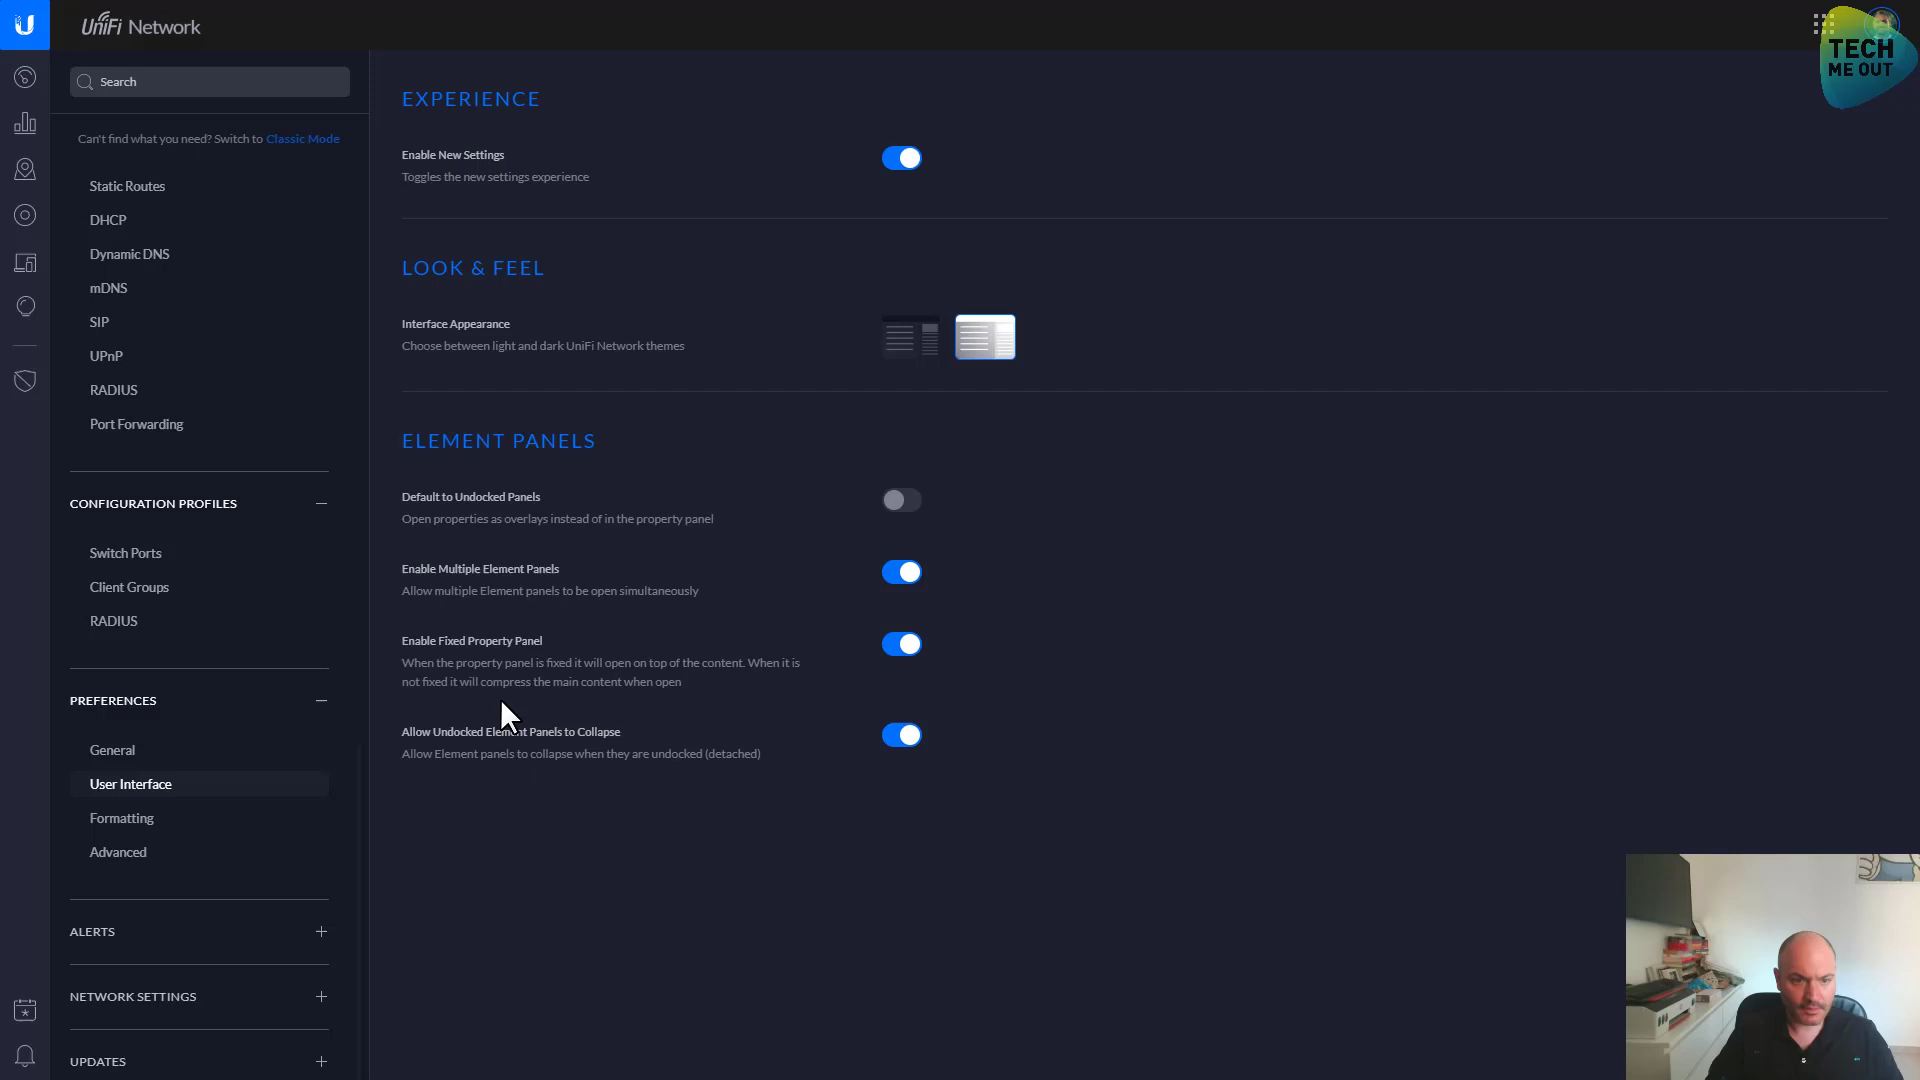 UniFi Network
TECH
ME OUT
Search
Can't find what you need? Switch to Classic Mode
Static Routes
DHCP
Dynamic DNS
mDNS
SIP
UPnP
RADIUS
Port Forwarding
CONFIGURATION PROFILES
Switch Ports
Client Groups
RADIUS
PREFERENCES
General
User Interface
Formatting
Advanced
ALERTS
NETWORK SETTINGS
UPDATES
EXPERIENCE
Enable New Settings
Toggles the new settings experience
LOOK & FEEL
Interface Appearance
Choose between light and dark UniFi Network themes
ELEMENT PANELS
Default to Undocked Panels
Open properties as overlays instead of in the property panel
Enable Multiple Element Panels
Allow multiple Element panels to be open simultaneously
Enable Fixed Property Panel
When the property panel is fixed it will open on top of the content. When it is
not fixed it will compress the main content when open
Allow Undocked Element Panels to Collapse
Allow Element panels to collapse when they are undocked (detached)